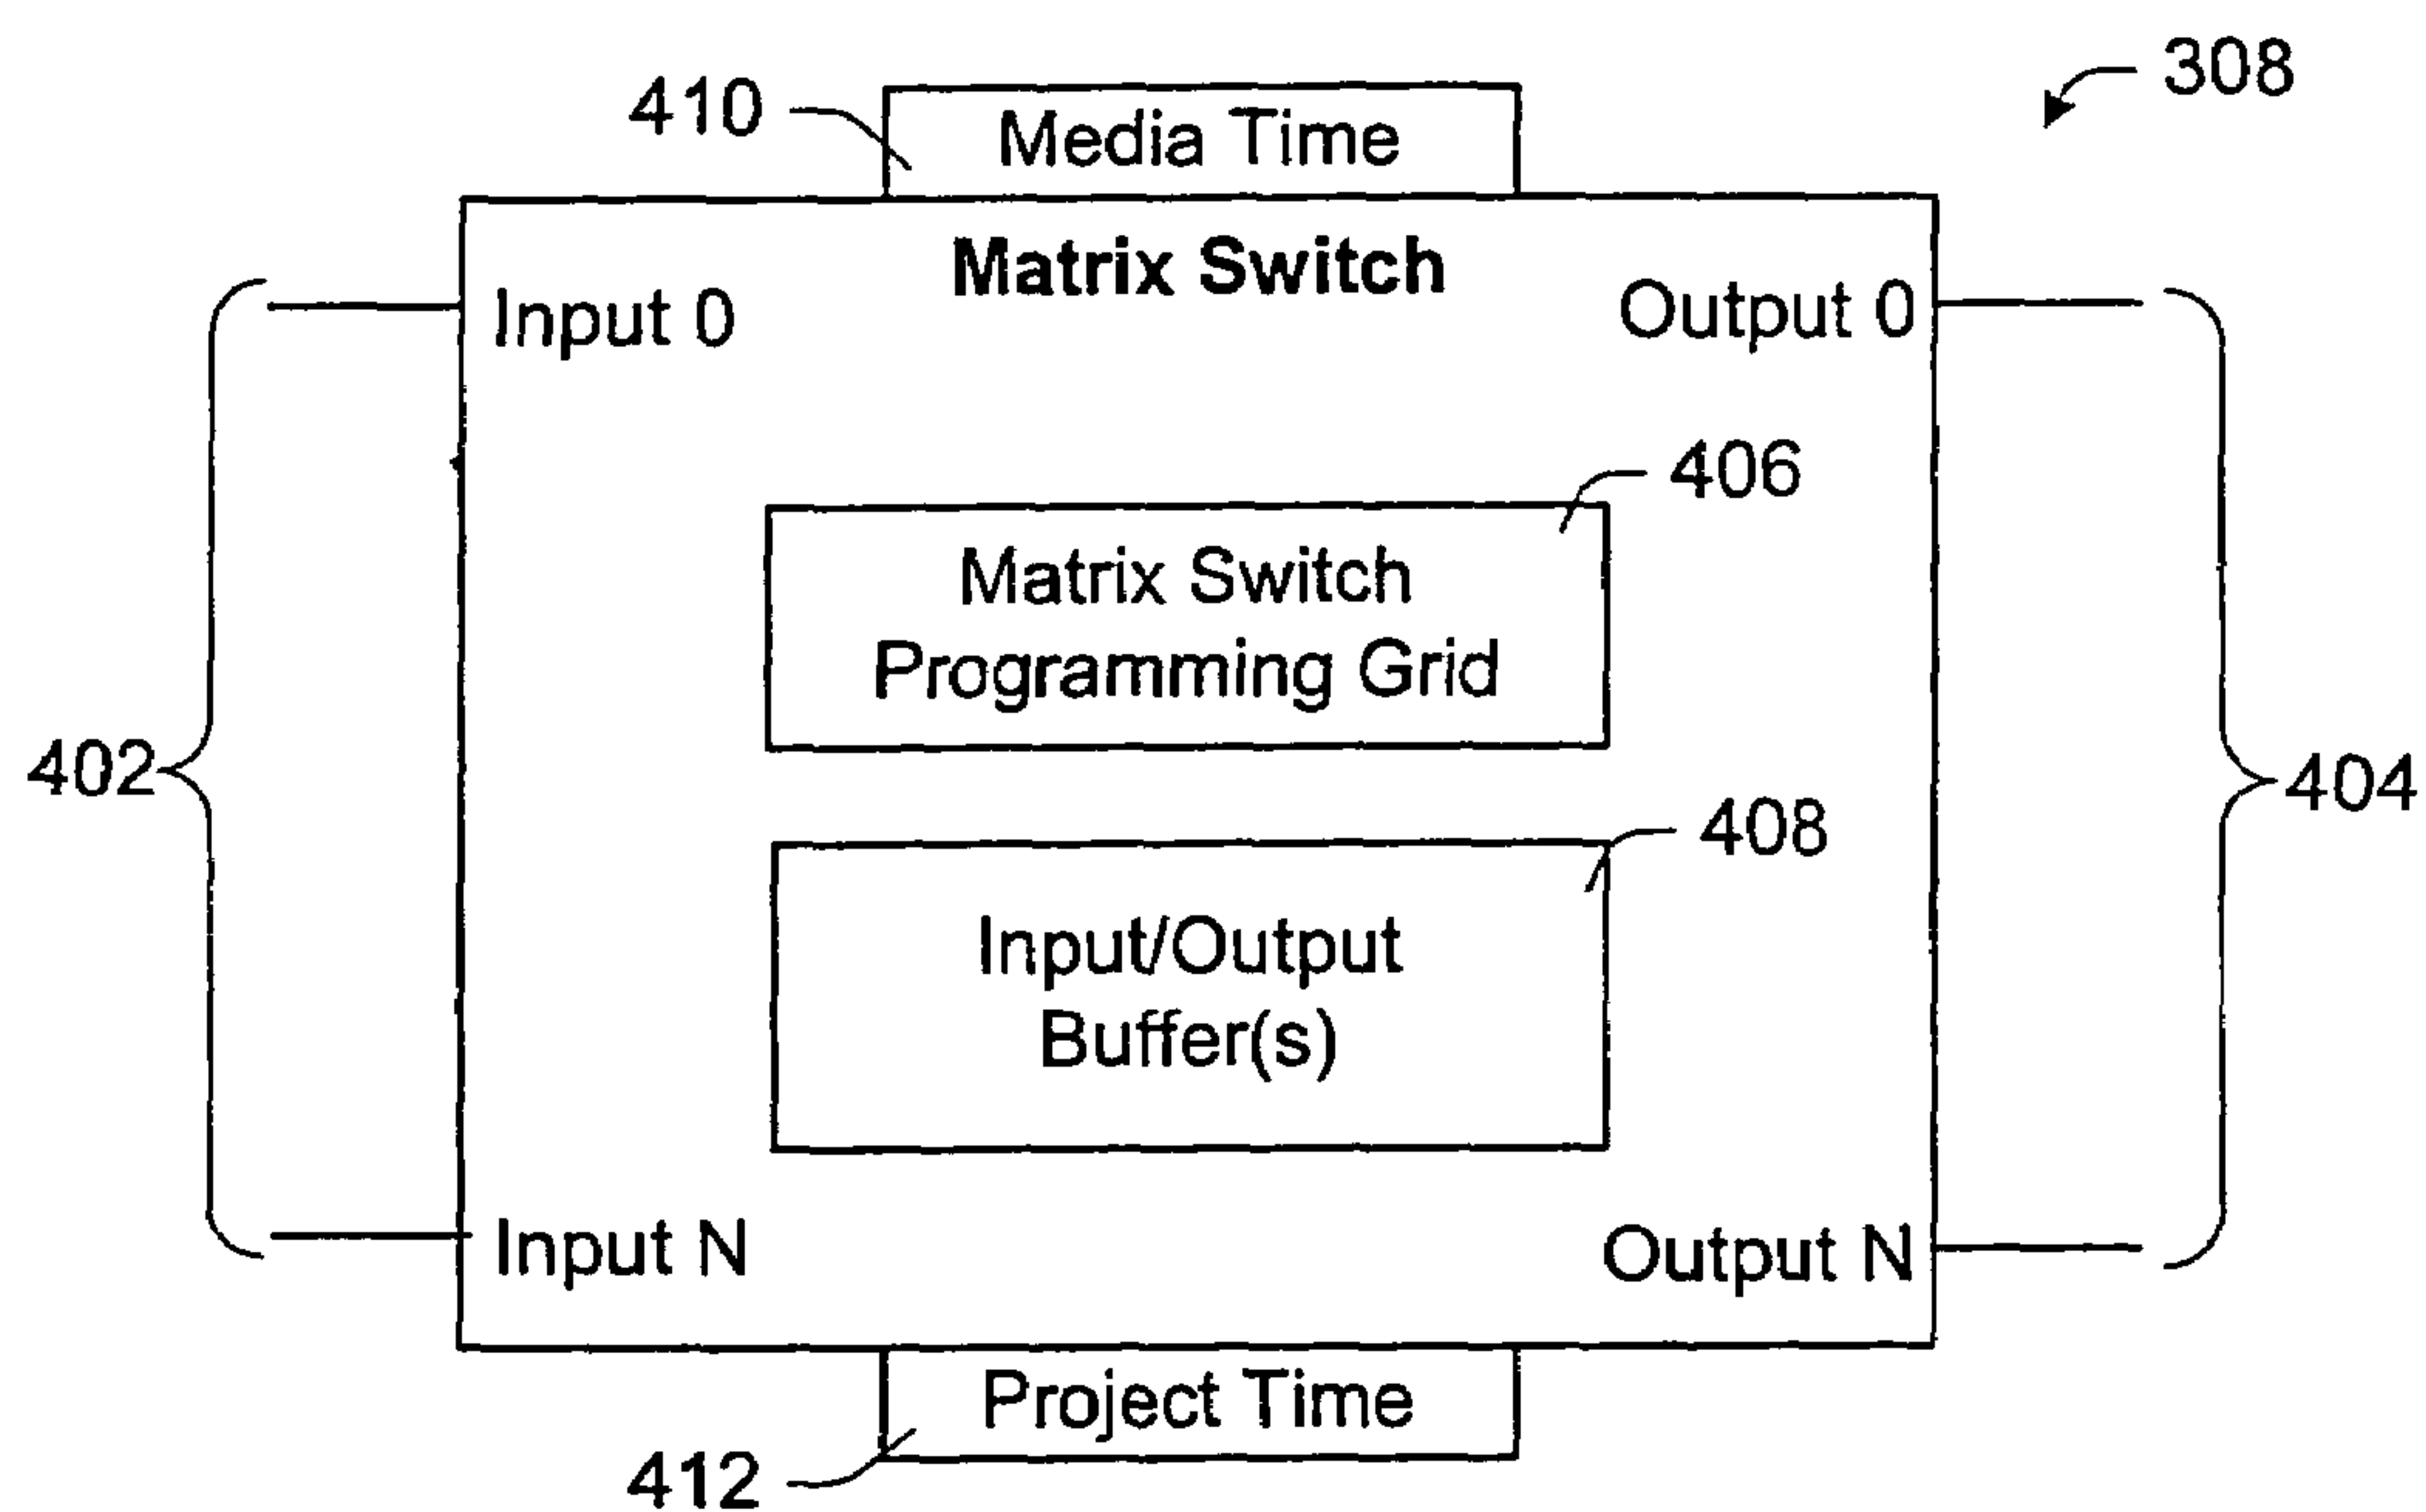 308
410
Media Time
Matrix Switch
Input 0
Output 0
406
Matrix Switch
Programming Grid
402
404
408
Input/Output
Buffer(s)
Input N
Output N
Project Time
412